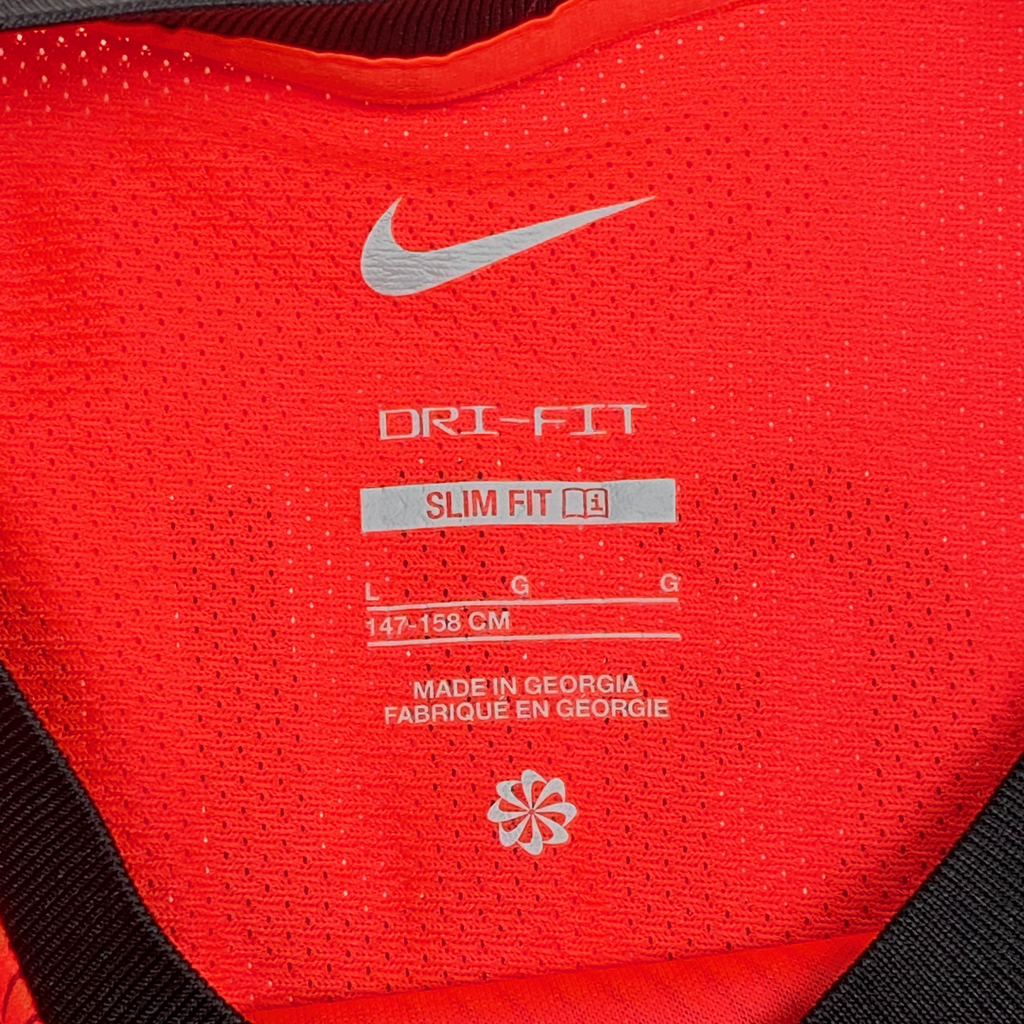 DRI-FIT
SLIM FIT
L G G
147-158 CM
MADE IN GEORGIA
FABRIQUÉ EN GÉORGIE